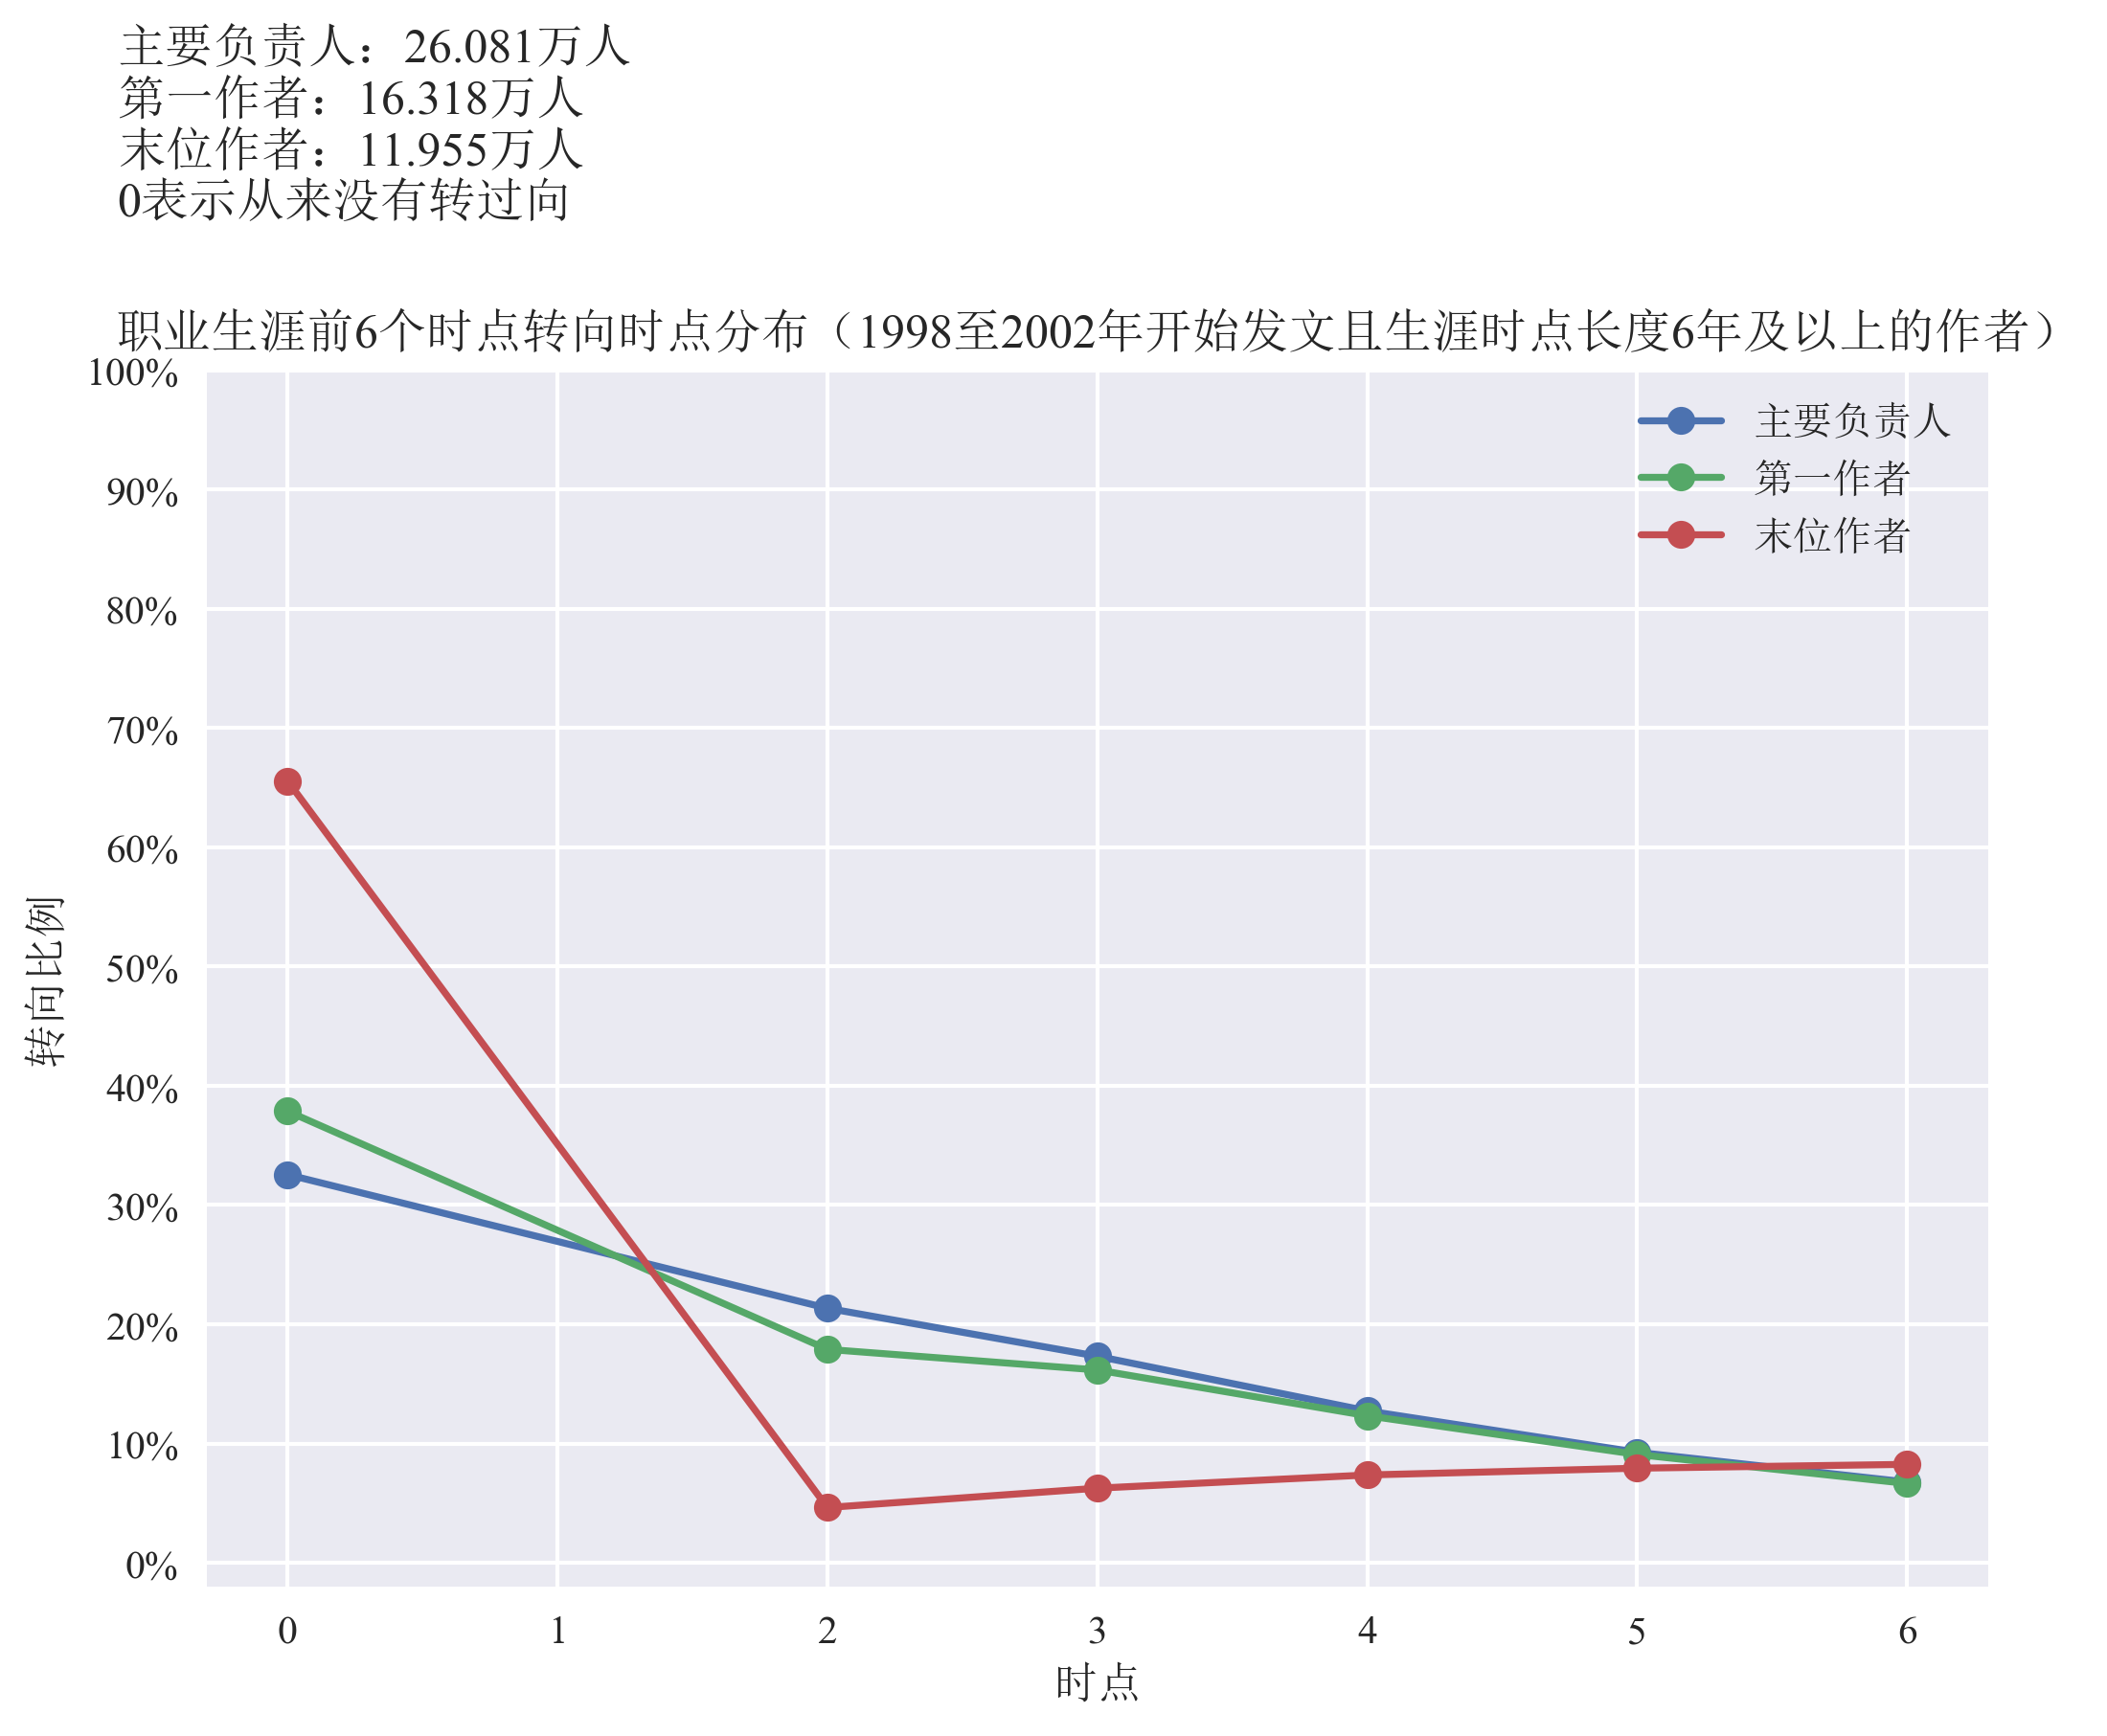 主要负责人：26.081万人
第一作者：16.318万人
末位作者：11.955万人
0表示从来没有转过向
职业生涯前6个时点转向时点分布（1998至2002年开始发文且生涯时点长度6年及以上的作者）
100%
90%
80%
70%
60%
50%
40%
30%
20%
10%
0%
转向比例
主要负责人
第一作者
末位作者
0 1 2 3 4 5 6
时点